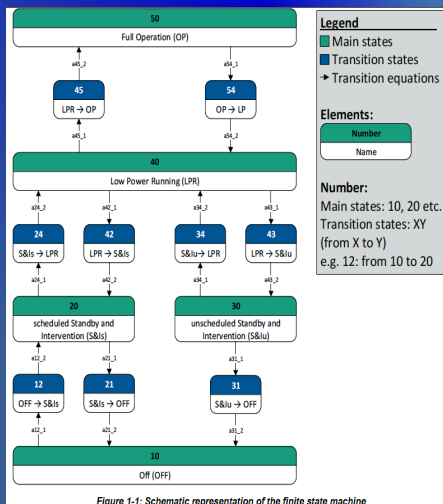 50
Full Operation (OP)
a45_2
a54_1
45
LPR → OP
54
OP → LP
a45_1
a54_2
40
Low Power Running (LPR)
a24_2
a42_1
a34_2
a43_1
24
S&Is → LPR
42
LPR → S&Is
34
S&Iu → LPR
43
LPR → S&Iu
a24_1
a42_2
a34_1
a43_2
20
scheduled Standby and
Intervention (S&Is)
30
unscheduled Standby and
Intervention (S&Iu)
a12_2
a21_1
a31_1
12
OFF → S&Is
21
S&Is → OFF
31
S&Iu → OFF
a12_1
a21_2
a31_2
10
Off (OFF)
Figure 1-1: Schematic representation of the finite state machine
Legend
Main states
Transition states
→ Transition equations
Elements:
Number
Name
Number:
Main states: 10, 20 etc.
Transition states: XY
(from X to Y)
e.g. 12: from 10 to 20